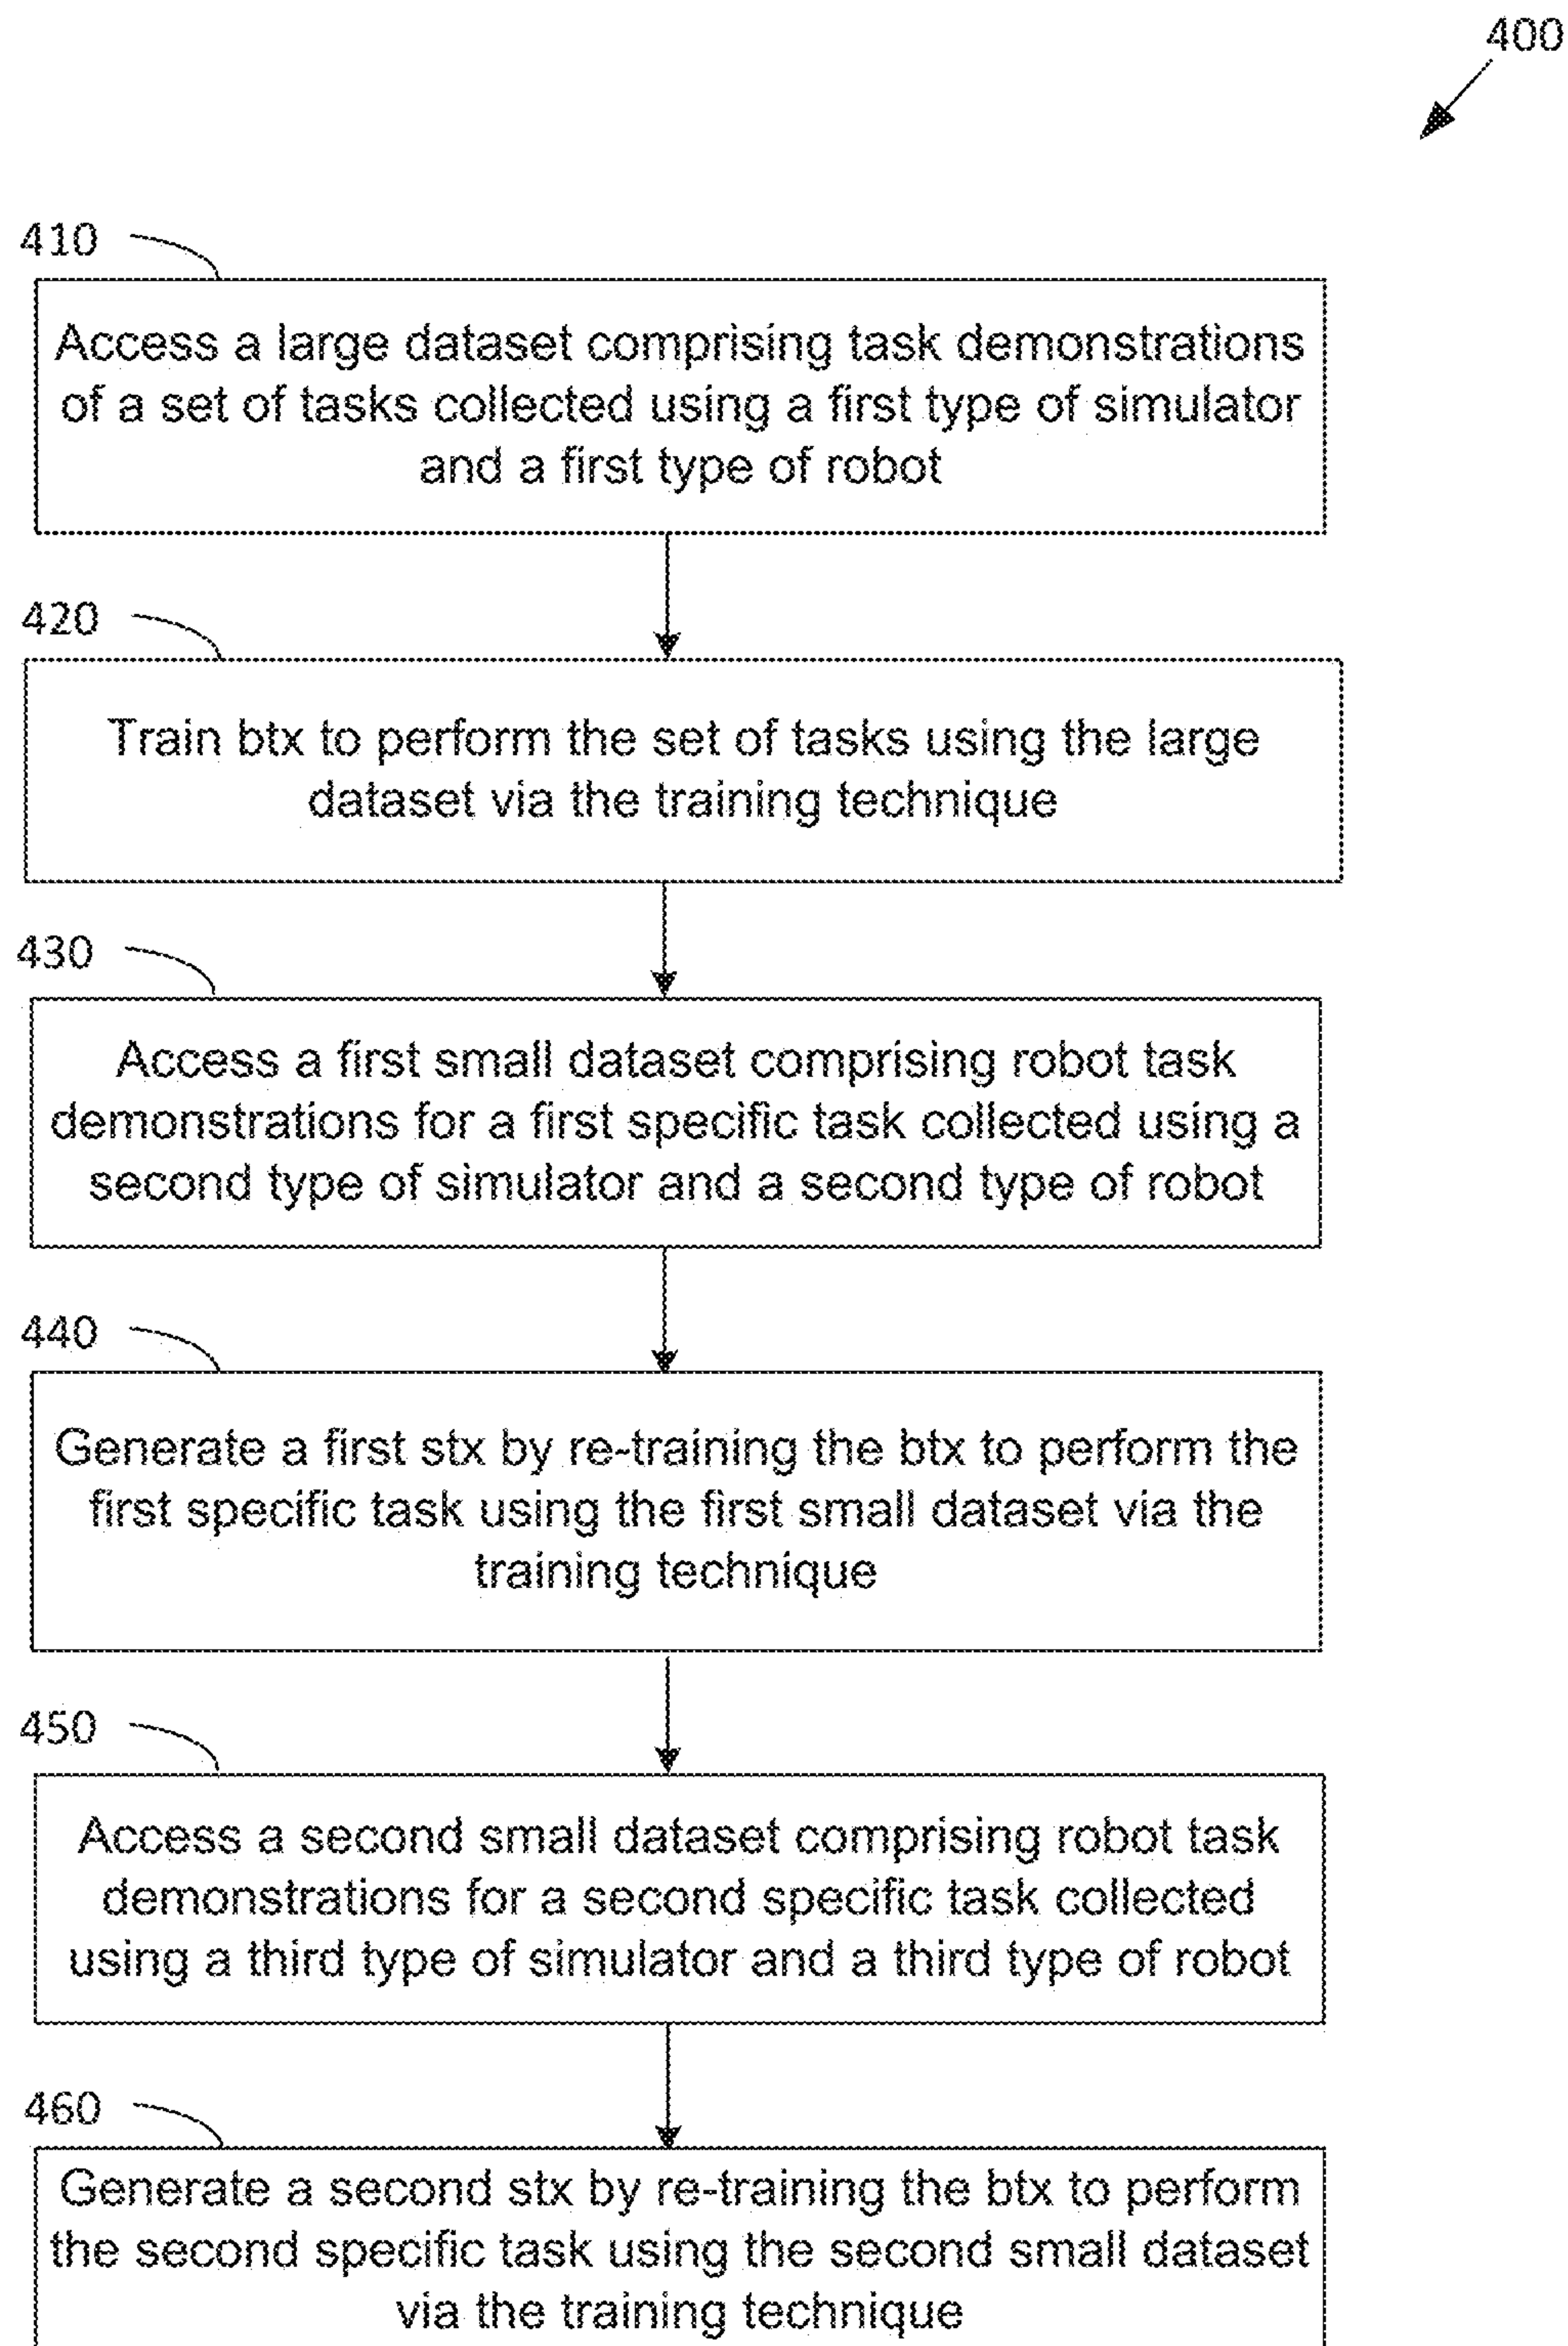 400
410
Access a large dataset comprising task demonstrations
of a set of tasks collected using a first type of simulator
and a first type of robot
420
Train btx to perform the set of tasks using the large
dataset via the training technique
430
Access a first small dataset comprising robot task
demonstrations for a first specific task collected using a
second type of simulator and a second type of robot
440
Generate a first stx by re-training the btx to perform the
first specific task using the first small dataset via the
training technique
450
Access a second small dataset comprising robot task
demonstrations for a second specific task collected
using a third type of simulator and a third type of robot
460
Generate a second stx by re-training the btx to perform
the second specific task using the second small dataset
via the training technique